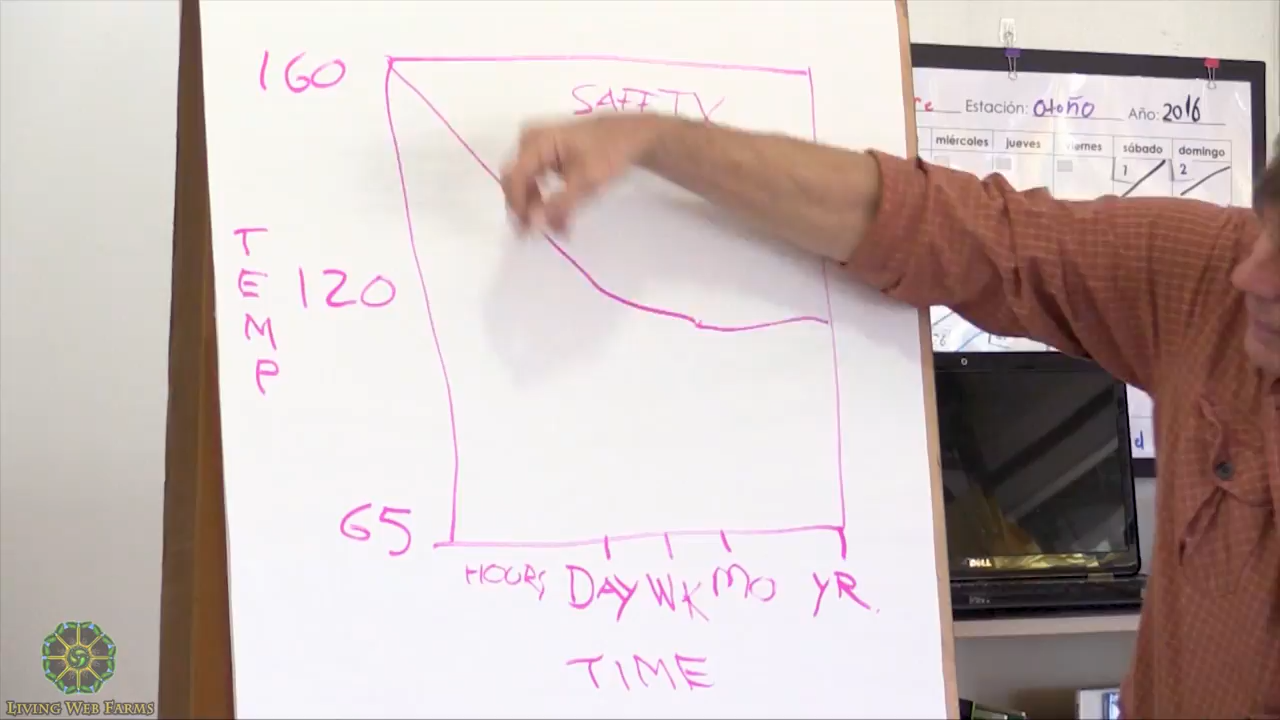 160
SAFETY
TEMP
120
65
HOURS DAY WK MO YR.
TIME
Estación: otoño Año: 2016
miércoles jueves viernes sábado domingo
1 2
DELL
LIVING WEB FARMS